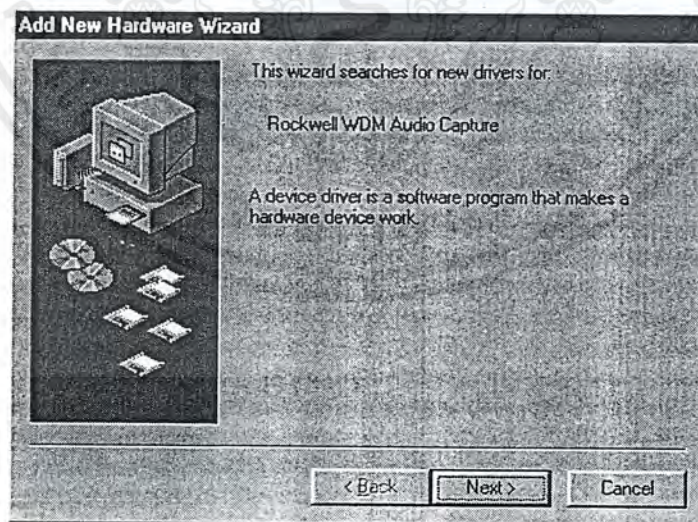 Add New Hardware Wizard
This wizard searches for new drivers for:
Rockwell WDM Audio Capture
A device driver is a software program that makes a
hardware device work.
< Back
Next >
Cancel